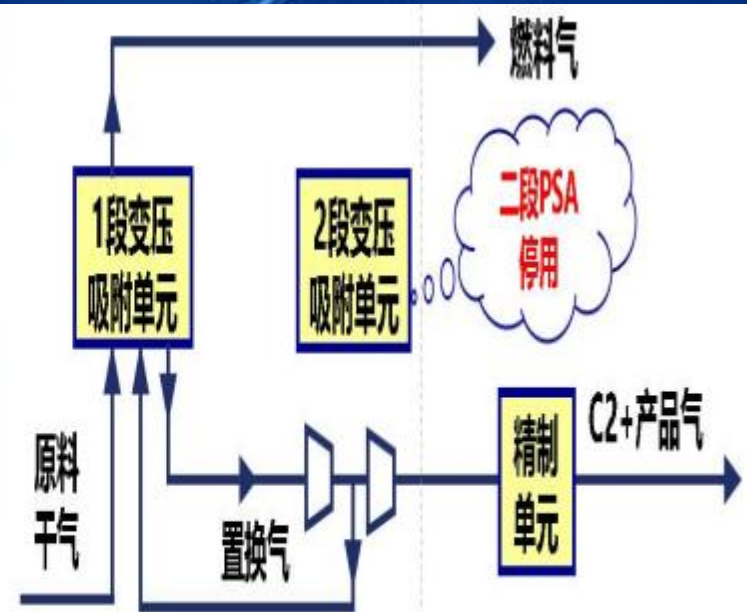 燃料气
1段变压
吸附单元
2段变压
吸附单元
二段PSA
停用
原料
干气
置换气
精制
单元
C2+产品气